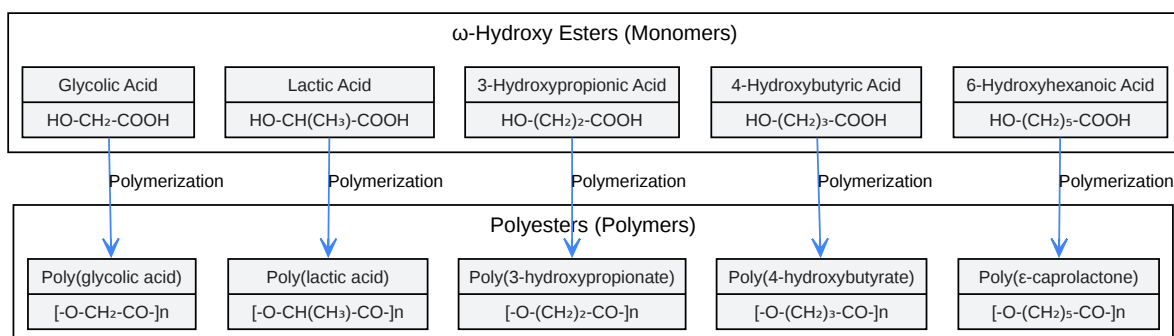 ω-Hydroxy Esters (Monomers)
Glycolic Acid
HO-CH₂-COOH
Lactic Acid
HO-CH(CH₃)-COOH
3-Hydroxypropionic Acid
HO-(CH₂)₂-COOH
4-Hydroxybutyric Acid
HO-(CH₂)₃-COOH
6-Hydroxyhexanoic Acid
HO-(CH₂)₅-COOH
Polymerization
Polymerization
Polymerization
Polymerization
Polymerization
Polyesters (Polymers)
Poly(glycolic acid)
[-O-CH₂-CO-]n
Poly(lactic acid)
[-O-CH(CH₃)-CO-]n
Poly(3-hydroxypropionate)
[-O-(CH₂)₂-CO-]n
Poly(4-hydroxybutyrate)
[-O-(CH₂)₃-CO-]n
Poly(ε-caprolactone)
[-O-(CH₂)₅-CO-]n